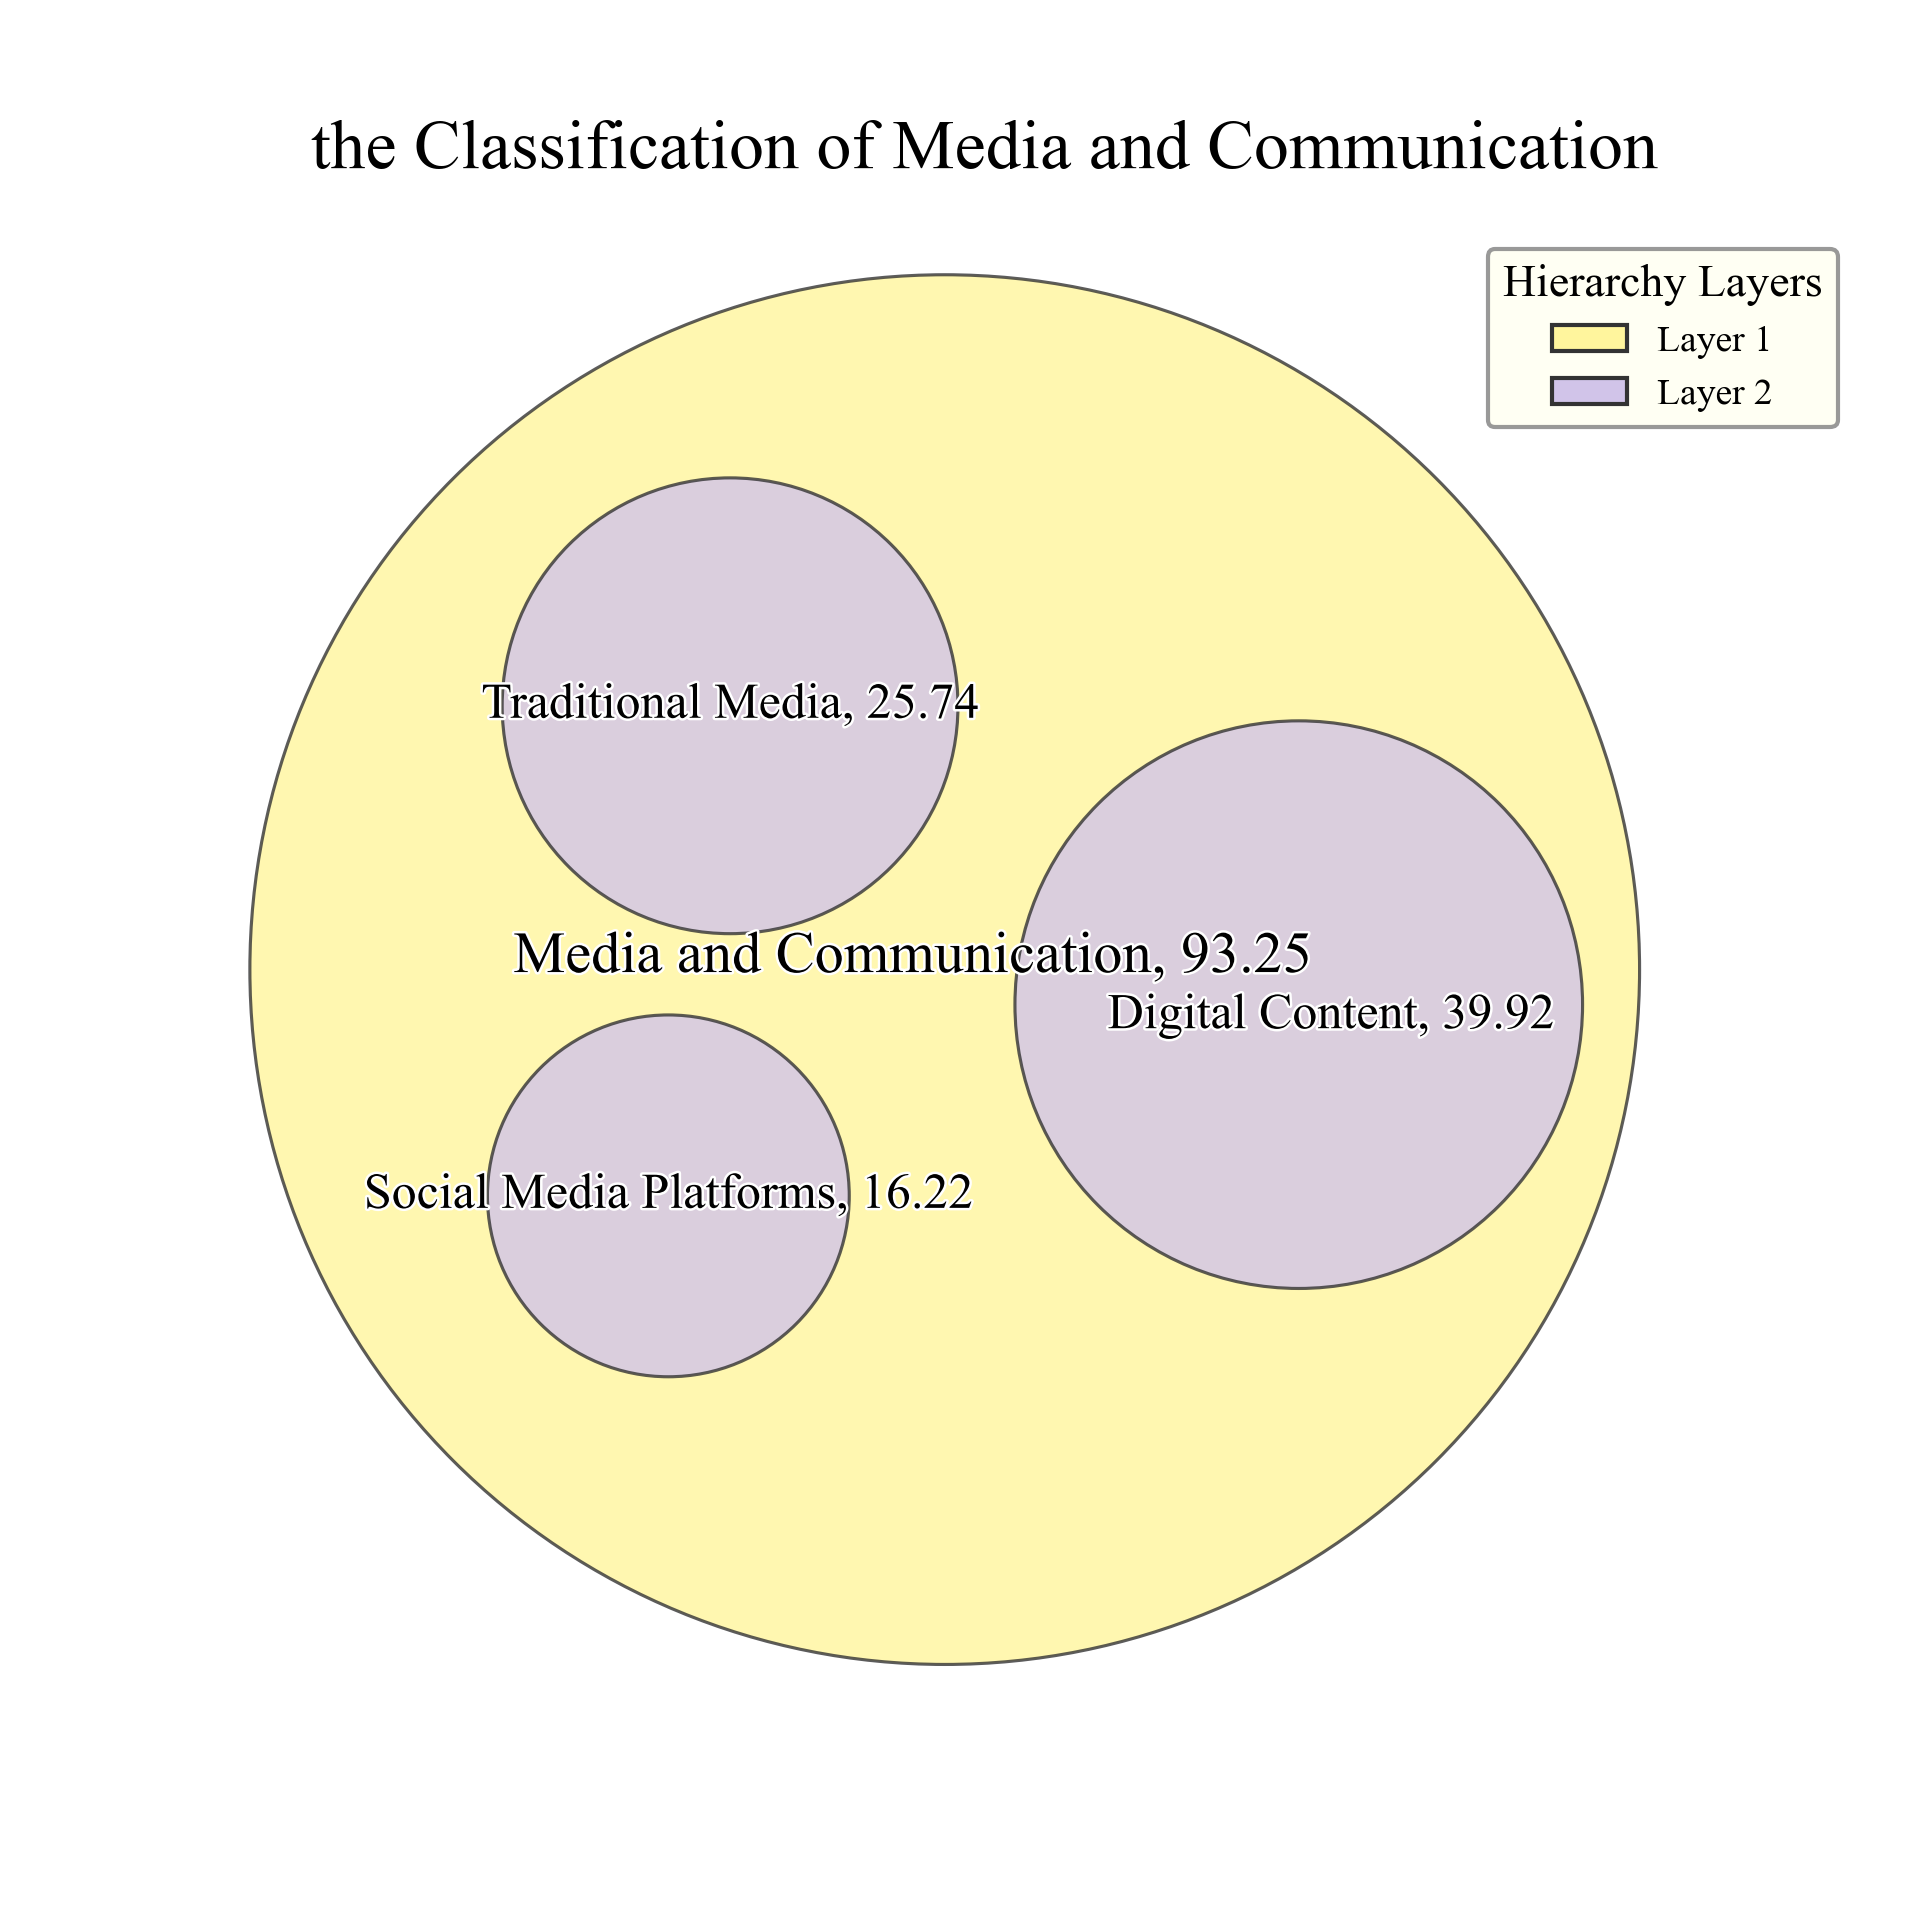 the Classification of Media and Communication
Hierarchy Layers
Layer 1
Layer 2
Traditional Media, 25.74
Media and Communication, 93.25
Digital Content, 39.92
Social Media Platforms, 16.22